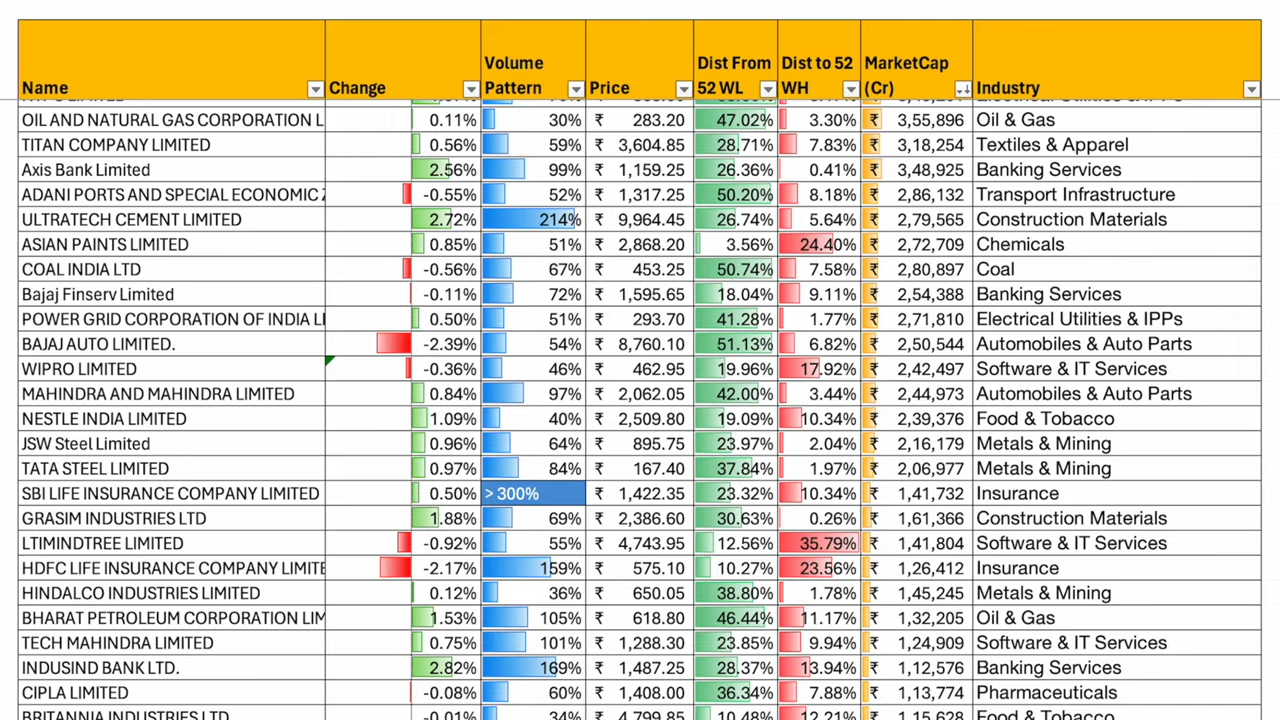 Name Change Volume Pattern Price Dist From 52 WL Dist to 52 WH MarketCap (Cr) Industry
OIL AND NATURAL GAS CORPORATION L 0.11% 30% ₹ 283.20 47.02% 3.30% ₹ 3,55,896 Oil & Gas
TITAN COMPANY LIMITED 0.56% 59% ₹ 3,604.85 28.71% 7.83% ₹ 3,18,254 Textiles & Apparel
Axis Bank Limited 2.56% 99% ₹ 1,159.25 26.36% 0.41% ₹ 3,48,925 Banking Services
ADANI PORTS AND SPECIAL ECONOMIC Z -0.55% 52% ₹ 1,317.25 50.20% 8.18% ₹ 2,86,132 Transport Infrastructure
ULTRATECH CEMENT LIMITED 2.72% 214% ₹ 9,964.45 26.74% 5.64% ₹ 2,79,565 Construction Materials
ASIAN PAINTS LIMITED 0.85% 51% ₹ 2,868.20 3.56% 24.40% ₹ 2,72,709 Chemicals
COAL INDIA LTD -0.56% 67% ₹ 453.25 50.74% 7.58% ₹ 2,80,897 Coal
Bajaj Finserv Limited -0.11% 72% ₹ 1,595.65 18.04% 9.11% ₹ 2,54,388 Banking Services
POWER GRID CORPORATION OF INDIA LI 0.50% 51% ₹ 293.70 41.28% 1.77% ₹ 2,71,810 Electrical Utilities & IPPs
BAJAJ AUTO LIMITED. -2.39% 54% ₹ 8,760.10 51.13% 6.82% ₹ 2,50,544 Automobiles & Auto Parts
WIPRO LIMITED -0.36% 46% ₹ 462.95 19.96% 17.92% ₹ 2,42,497 Software & IT Services
MAHINDRA AND MAHINDRA LIMITED 0.84% 97% ₹ 2,062.05 42.00% 3.44% ₹ 2,44,973 Automobiles & Auto Parts
NESTLE INDIA LIMITED 1.09% 40% ₹ 2,509.80 19.09% 10.34% ₹ 2,39,376 Food & Tobacco
JSW Steel Limited 0.96% 64% ₹ 895.75 23.97% 2.04% ₹ 2,16,179 Metals & Mining
TATA STEEL LIMITED 0.97% 84% ₹ 167.40 37.84% 1.97% ₹ 2,06,977 Metals & Mining
SBI LIFE INSURANCE COMPANY LIMITED 0.50% > 300% ₹ 1,422.35 23.32% 10.34% ₹ 1,41,732 Insurance
GRASIM INDUSTRIES LTD 1.88% 69% ₹ 2,386.60 30.63% 0.26% ₹ 1,61,366 Construction Materials
LTIMINDTREE LIMITED -0.92% 55% ₹ 4,743.95 12.56% 35.79% ₹ 1,41,804 Software & IT Services
HDFC LIFE INSURANCE COMPANY LIMITE -2.17% 159% ₹ 575.10 10.27% 23.56% ₹ 1,26,412 Insurance
HINDALCO INDUSTRIES LIMITED 0.12% 36% ₹ 650.05 38.80% 1.78% ₹ 1,45,245 Metals & Mining
BHARAT PETROLEUM CORPORATION LIM 1.53% 105% ₹ 618.80 46.44% 11.17% ₹ 1,32,205 Oil & Gas
TECH MAHINDRA LIMITED 0.75% 101% ₹ 1,288.30 23.85% 9.94% ₹ 1,24,909 Software & IT Services
INDUSIND BANK LTD. 2.82% 169% ₹ 1,487.25 28.37% 13.94% ₹ 1,12,576 Banking Services
CIPLA LIMITED -0.08% 60% ₹ 1,408.00 36.34% 7.88% ₹ 1,13,774 Pharmaceuticals
BRITANNIA INDUSTRIES LTD -0.01% 34% ₹ 4,799.85 10.48% 12.21% ₹ 1,15,628 Food & Tobacco